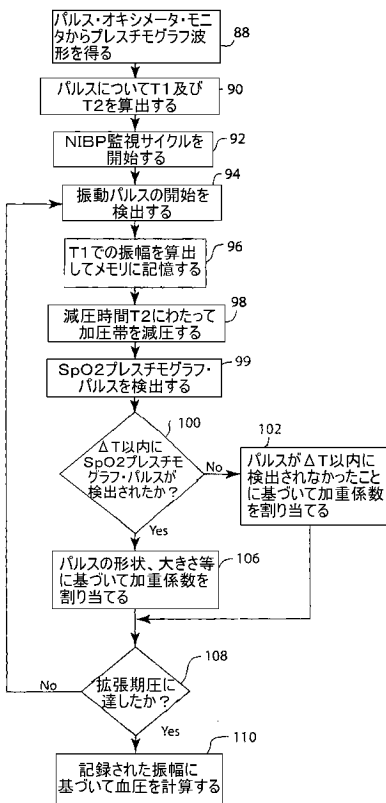 パルス・オキシメータ・モニタからプレスチモグラフ波形を得る
88
パルスについてT1及びT2を算出する
90
NIBP監視サイクルを開始する
92
振動パルスの開始を検出する
94
T1での振幅を算出してメモリに記憶する
96
減圧時間T2にわたって加圧帯を減圧する
98
SpO2プレスチモグラフ・パルスを検出する
99
ΔT以内にSpO2プレスチモグラフ・パルスが検出されたか?
100
No
パルスがΔT以内に検出されなかったことに基づいて加重係数を割り当てる
102
Yes
パルスの形状、大きさ等に基づいて加重係数を割り当てる
106
拡張期圧に達したか?
108
No
Yes
記録された振幅に基づいて血圧を計算する
110